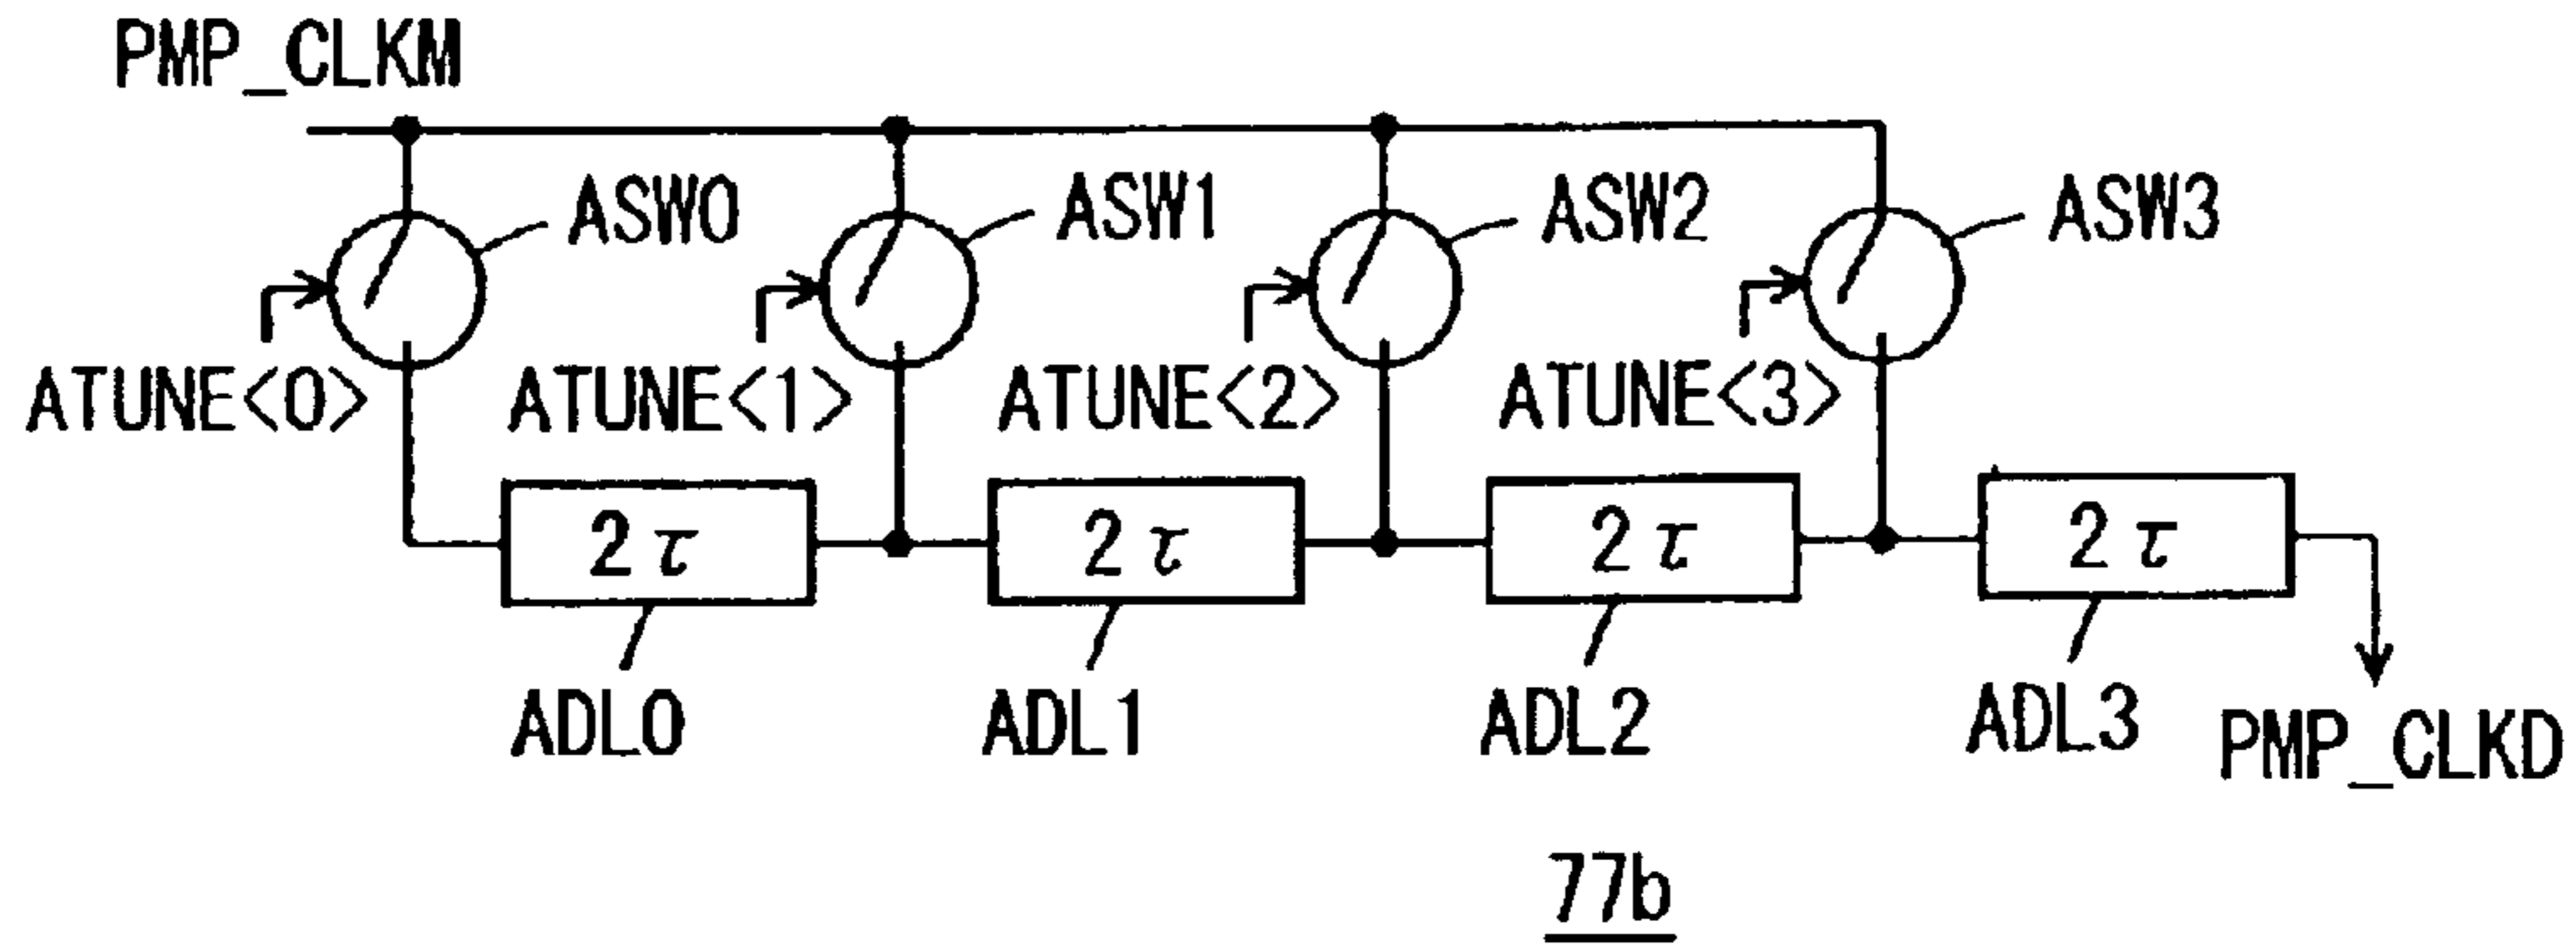 PMP_CLKM
ASW0
ASW1
ASW2
ASW3
ATUNE<0>
ATUNE<1>
ATUNE<2>
ATUNE<3>
2τ
2τ
2τ
2τ
ADL0
ADL1
ADL2
ADL3
PMP_CLKD
77b